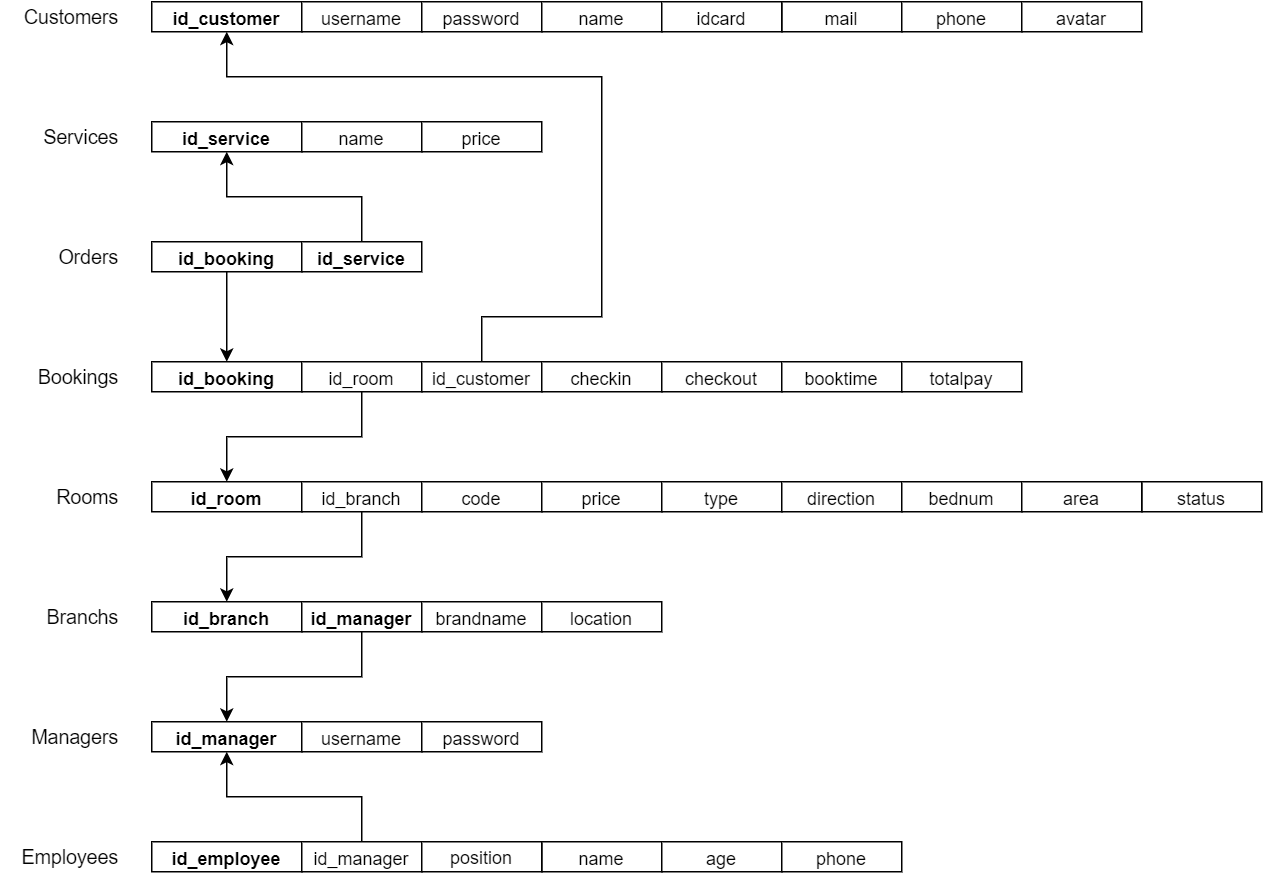 Customers id_customer username password name idcard mail phone avatar
Services id_service name price
Orders id_booking id_service
Bookings id_booking id_room id_customer checkin checkout booktime totalpay
Rooms id_room id_branch code price type direction bednum area status
Branchs id_branch id_manager brandname location
Managers id_manager username password
Employees id_employee id_manager position name age phone